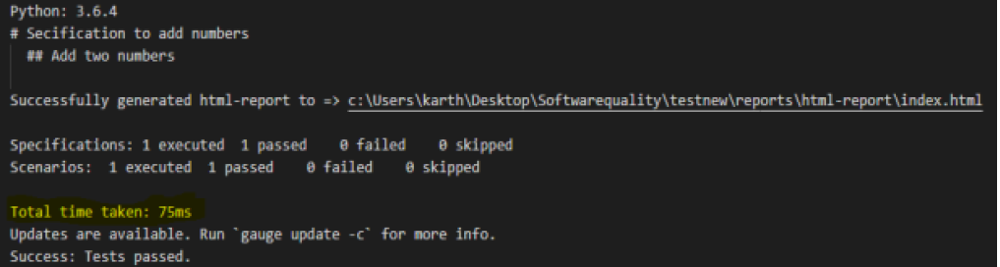 Python: 3.6.4
# Secification to add numbers
## Add two numbers
Successfully generated html-report to => c:\Users\karth\Desktop\Softwarequality\testnew\reports\html-report\index.html
Specifications: 1 executed 1 passed 0 failed 0 skipped
Scenarios: 1 executed 1 passed 0 failed 0 skipped
Total time taken: 75ms
Updates are available. Run `gauge update -c` for more info.
Success: Tests passed.